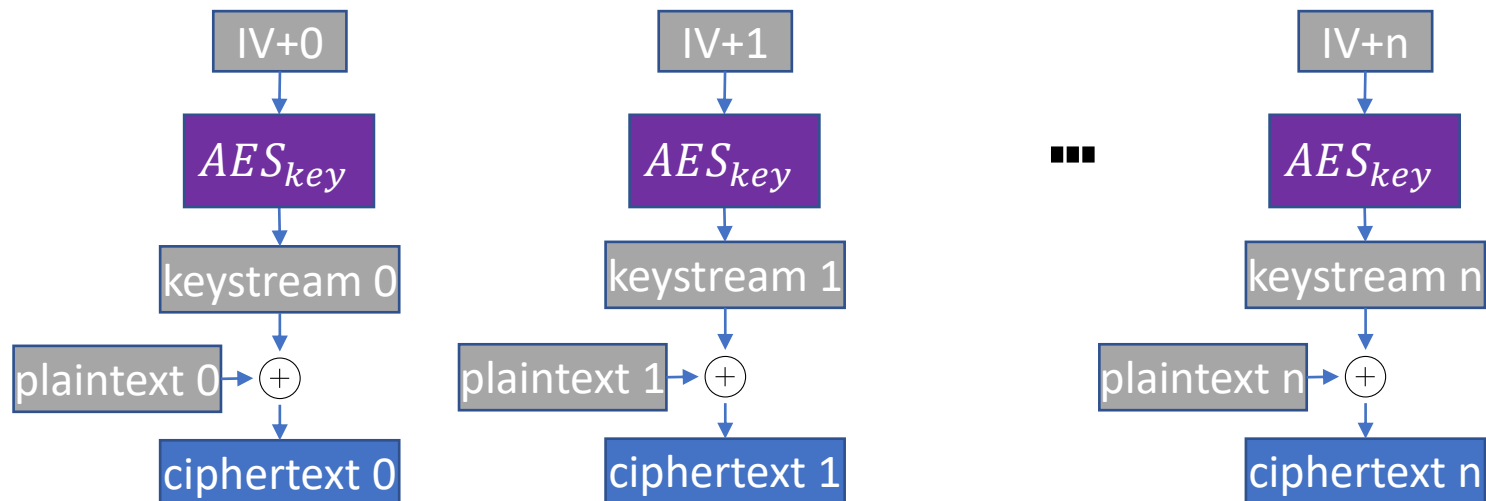 IV+0 IV+1 IV+n
AES_key AES_key ... AES_key
keystream 0 keystream 1 keystream n
plaintext 0 + plaintext 1 + plaintext n +
ciphertext 0 ciphertext 1 ciphertext n